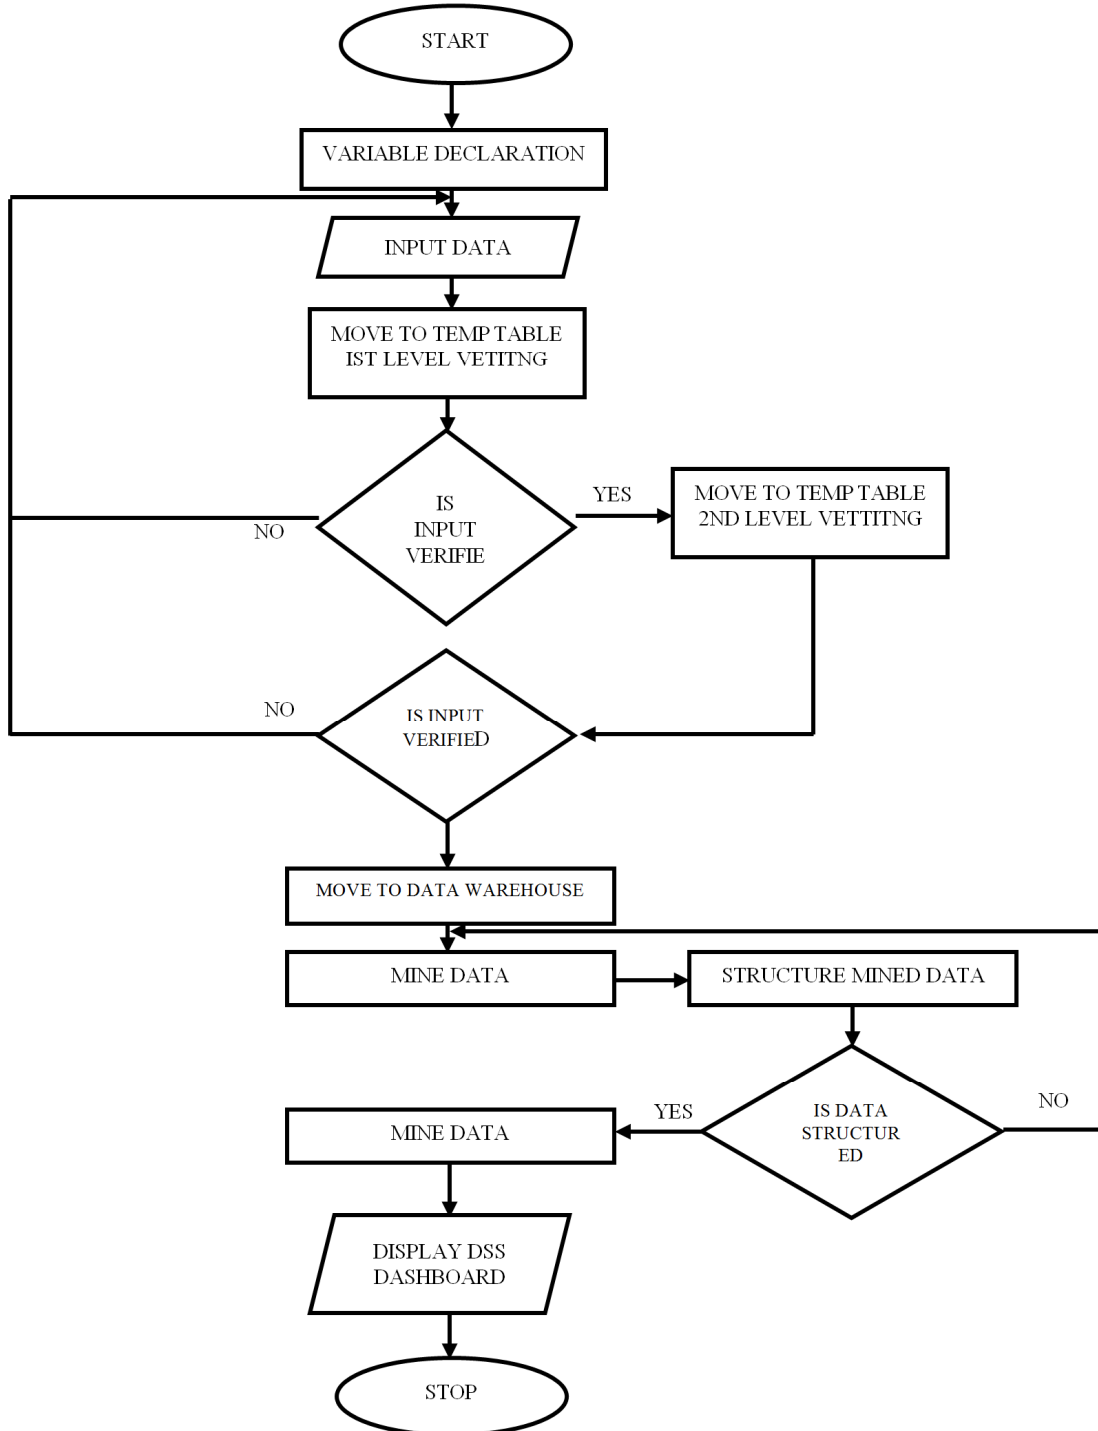 START
VARIABLE DECLARATION
INPUT DATA
MOVE TO TEMP TABLE
IST LEVEL VETITNG
IS
INPUT
VERIFIE
YES
NO
MOVE TO TEMP TABLE
2ND LEVEL VETTITNG
IS INPUT
VERIFIED
NO
MOVE TO DATA WAREHOUSE
MINE DATA
STRUCTURE MINED DATA
IS DATA
STRUCTUR
ED
YES
NO
MINE DATA
DISPLAY DSS
DASHBOARD
STOP